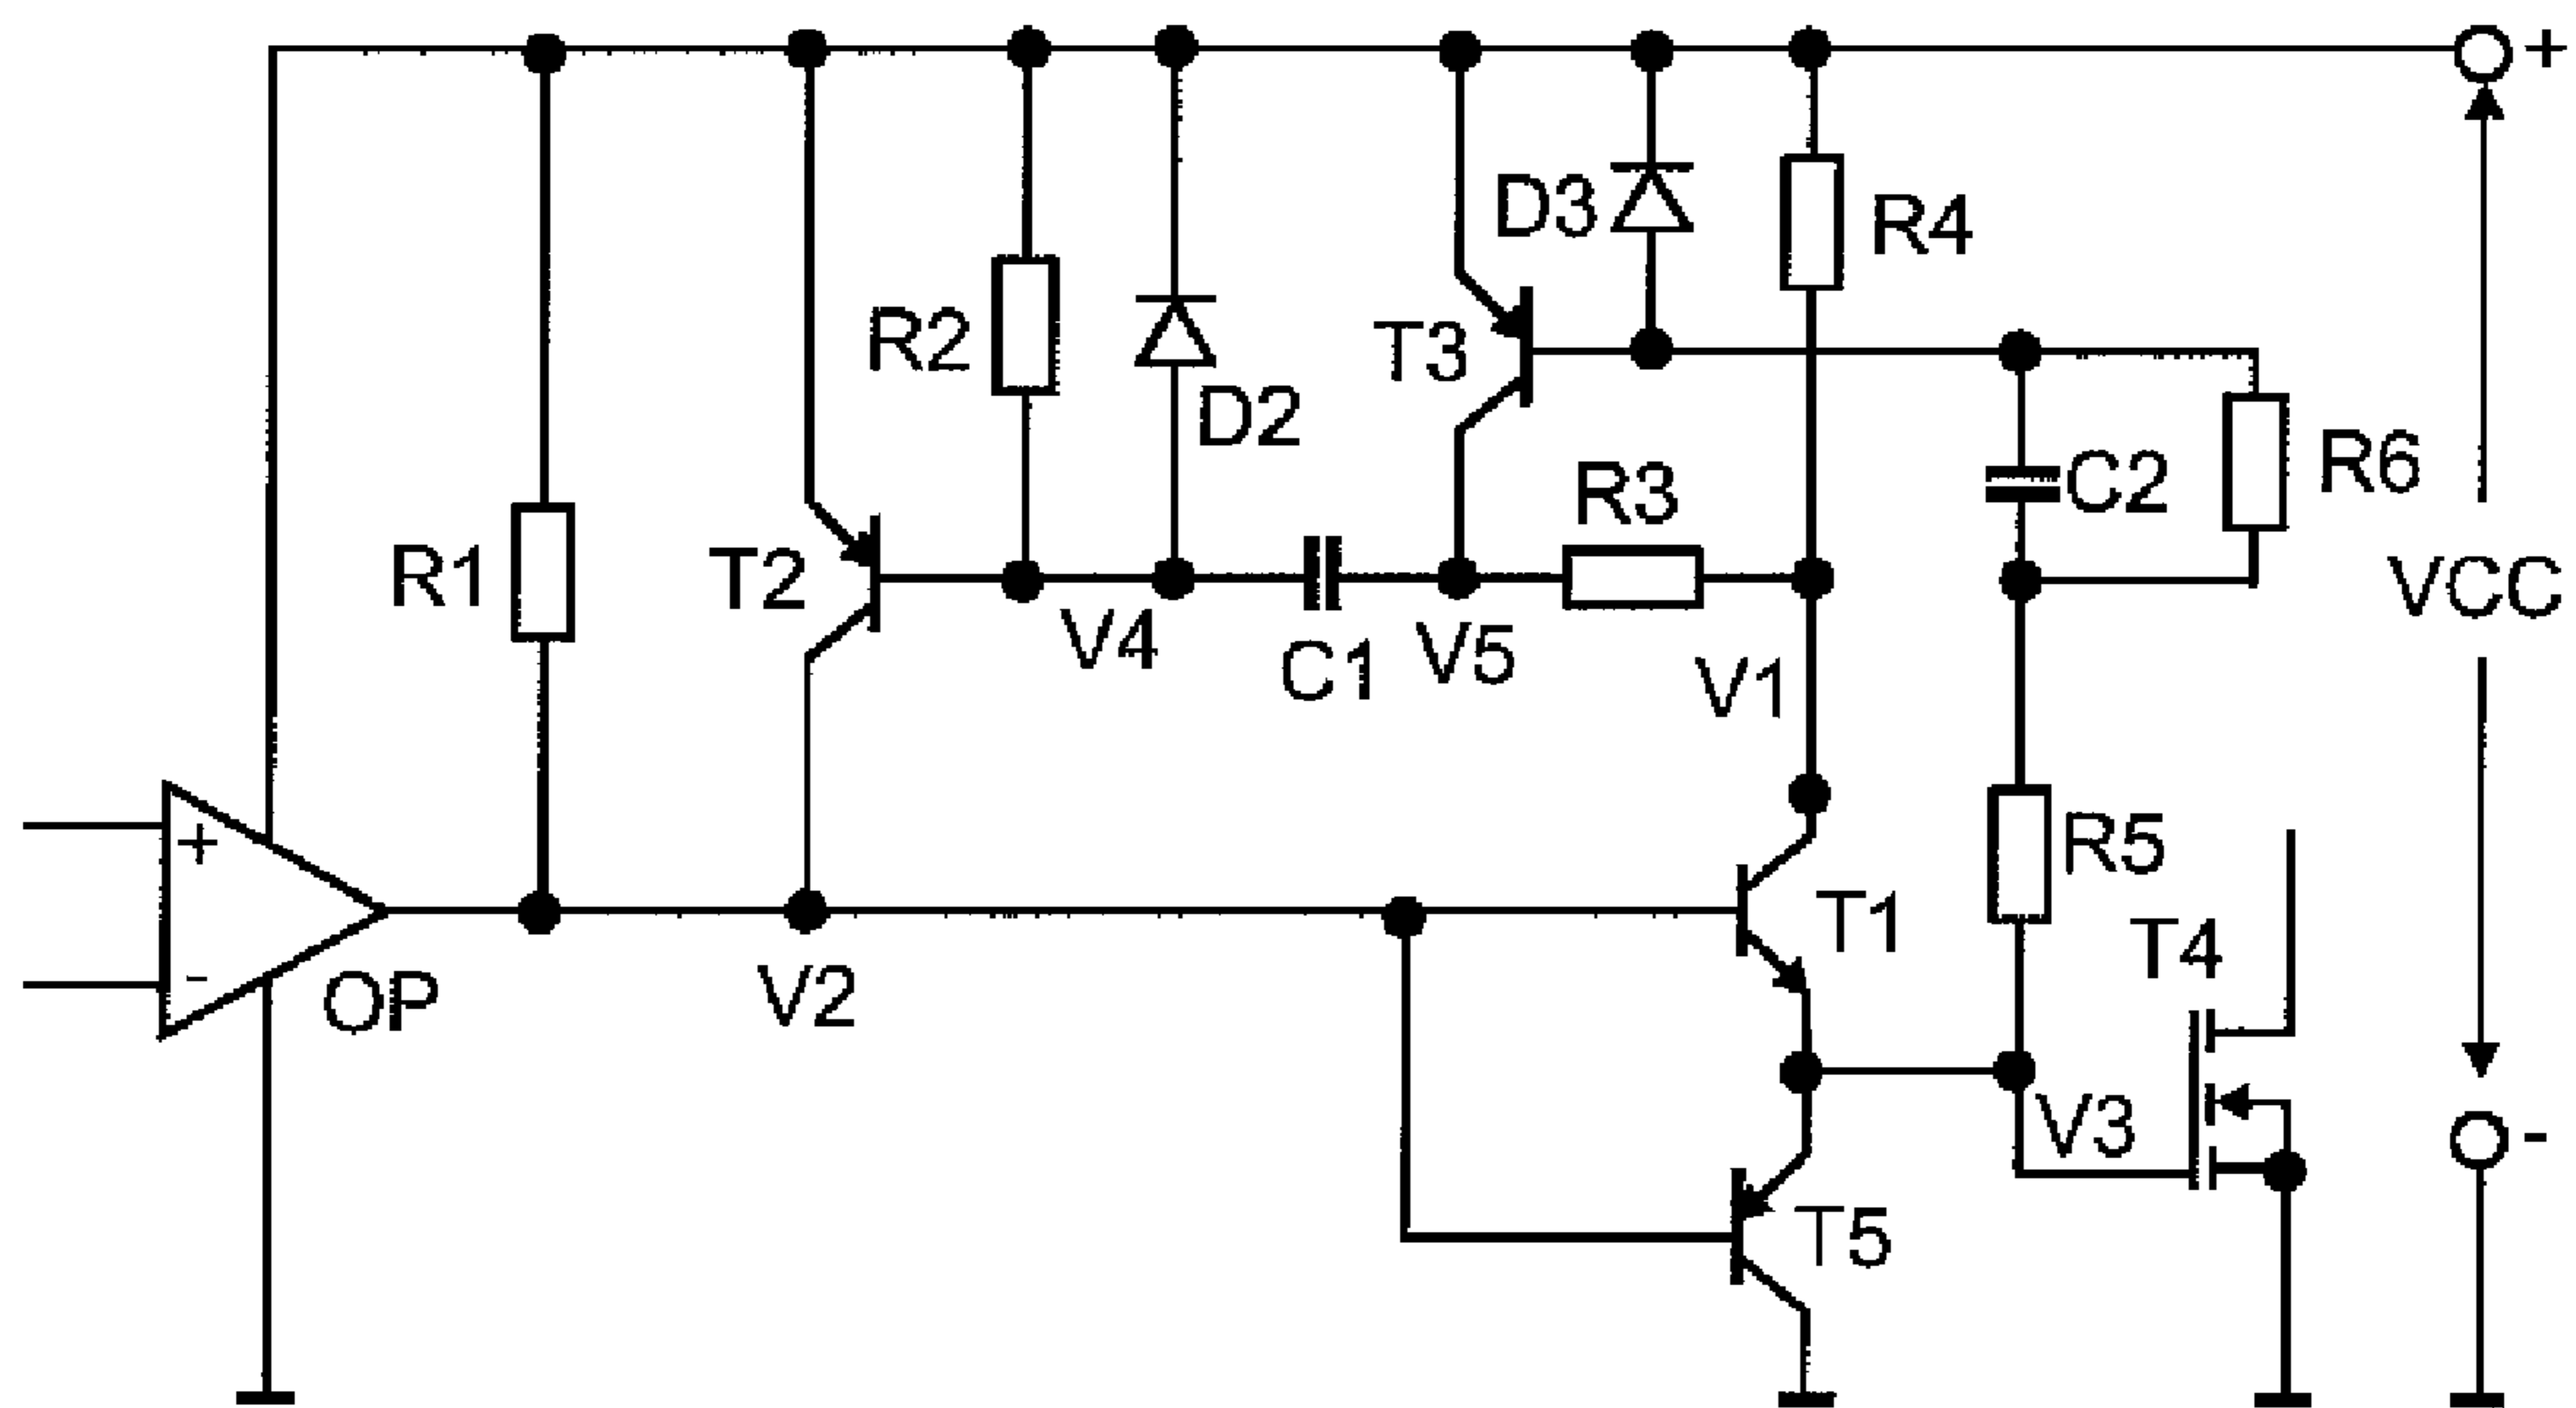 +
D3
R4
R2
T3
D2
R3
C2
R6
R1
T2
VCC
V4
C1
V5
V1
+
R5
T1
T4
-
OP
V2
V3
-
T5